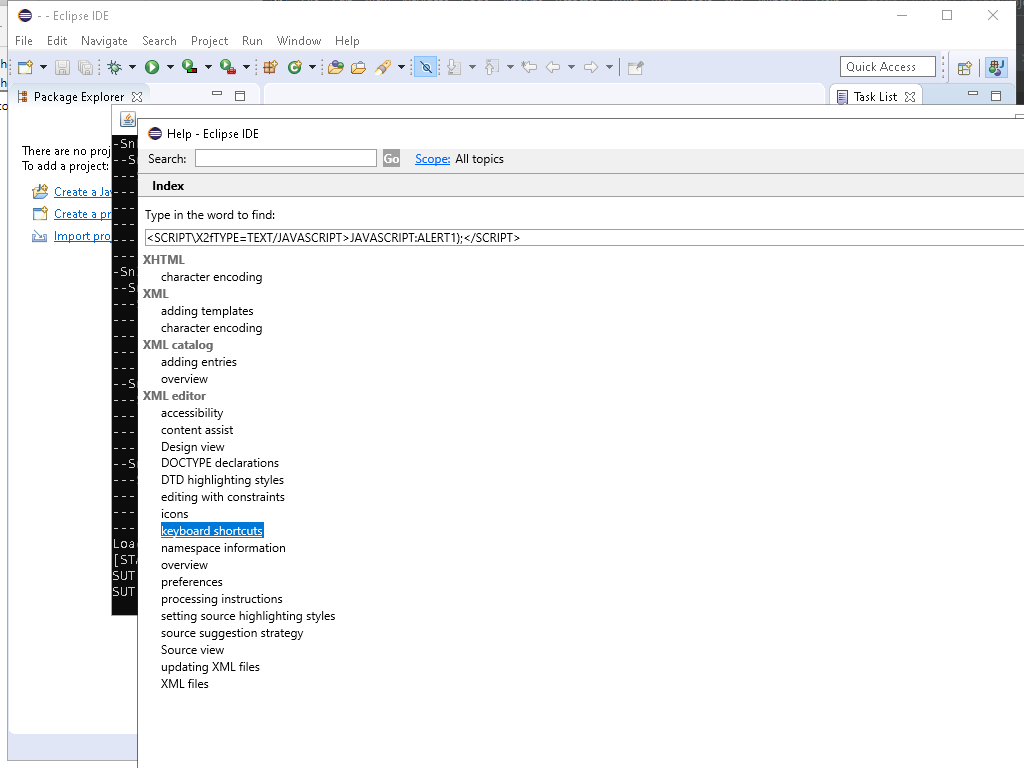 - - Eclipse IDE
File Edit Navigate Search Project Run Window Help
Quick Access
Package Explorer
Task List
There are no proj
To add a project:
Create a Ja
Create a pr
Import pro
Help - Eclipse IDE
Search: Go Scope: All topics
Index
Type in the word to find:
<SCRIPT\X2fTYPE=TEXT/JAVASCRIPT>JAVASCRIPT:ALERT1);</SCRIPT>
XHTML
character encoding
XML
adding templates
character encoding
XML catalog
adding entries
overview
XML editor
accessibility
content assist
Design view
DOCTYPE declarations
DTD highlighting styles
editing with constraints
icons
keyboard shortcuts
namespace information
overview
preferences
processing instructions
setting source highlighting styles
source suggestion strategy
Source view
updating XML files
XML files
-Sn
--S
---
---
---
---
---
---
-Sn
--S
---
---
---
---
---
--S
---
---
---
---
--S
---
---
---
---
Loa
[STA
SUT
SUT